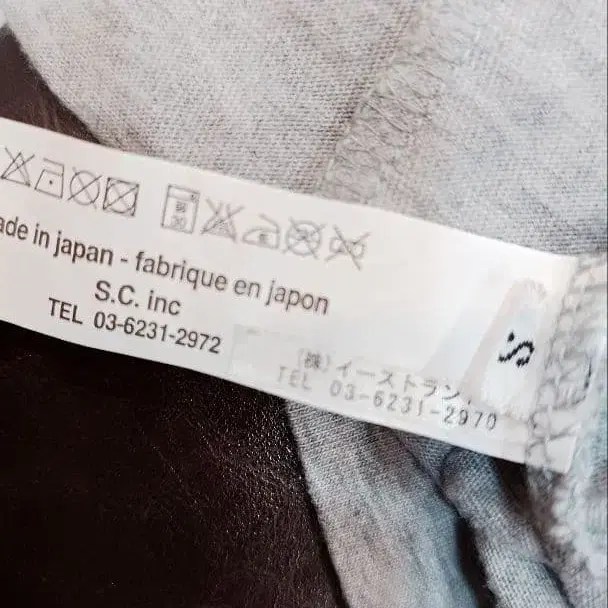 ade in japan - fabrique en japon
S.C. inc
TEL 03-6231-2972
(株)イーストラン
TEL 03-6231-2970
S